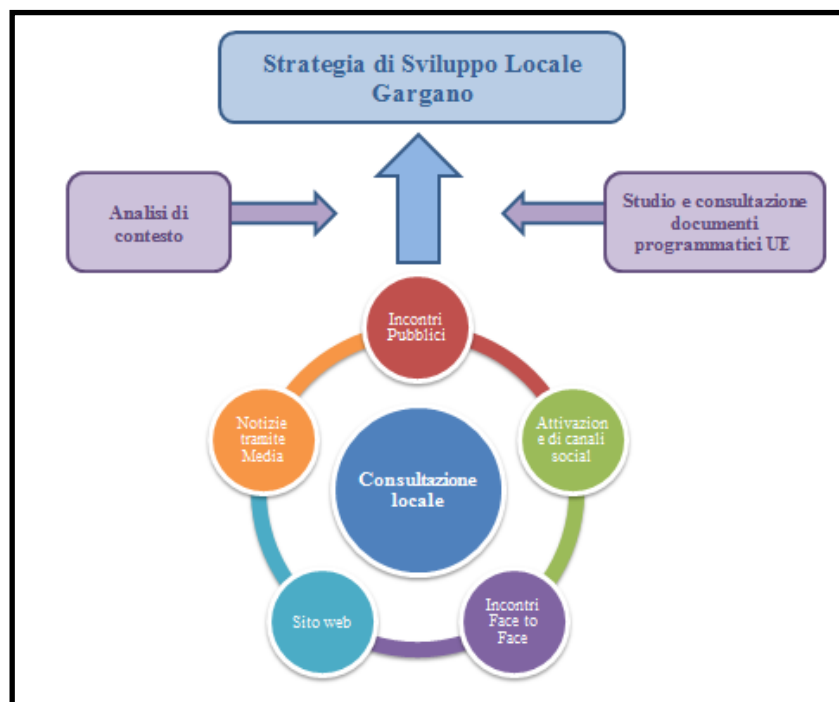 Strategia di Sviluppo Locale
Gargano
Analisi di
contesto
Studio e consultazione
documenti
programmatici UE
Incontri
Pubblici
Notizie
tramite
Media
Attivazion
e di canali
social
Consultazione
locale
Sito web
Incontri
Face to
Face